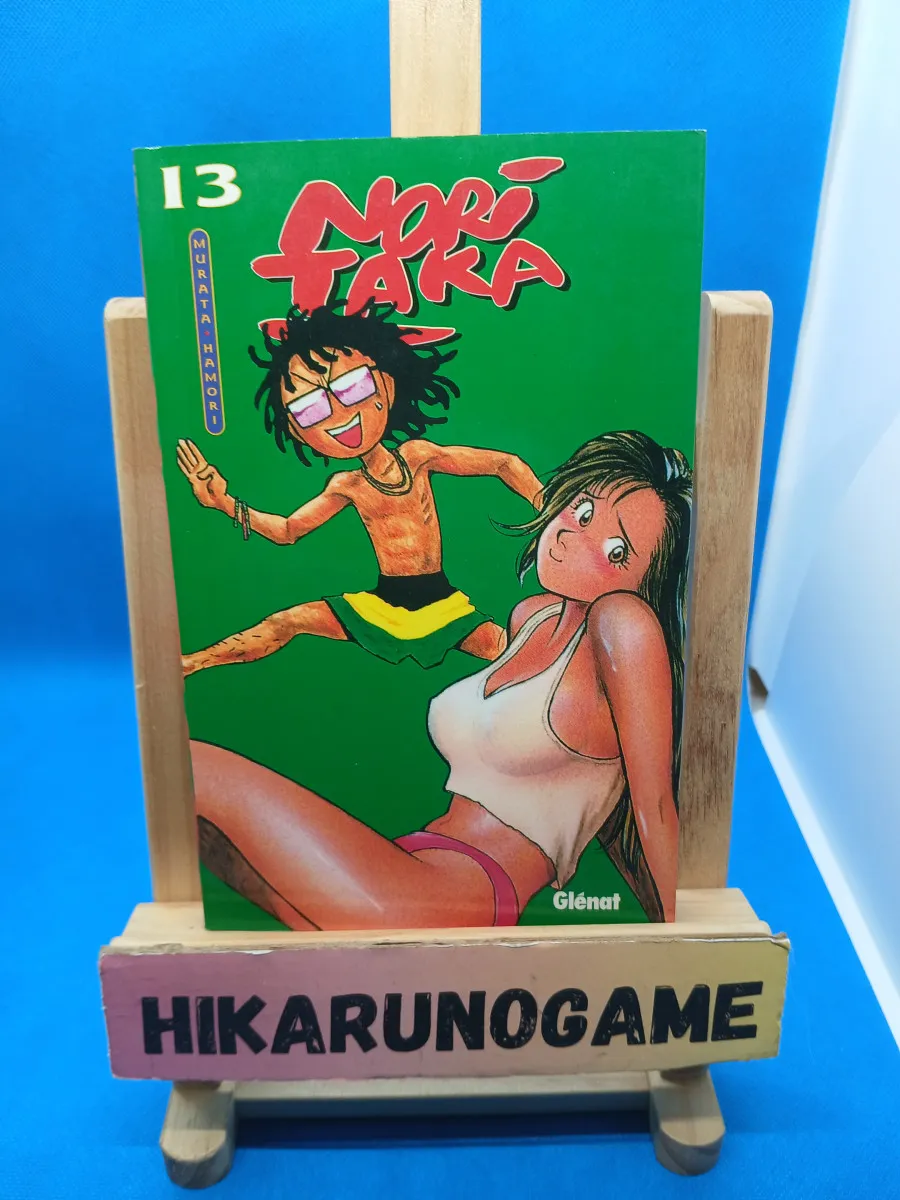 13
NORI
TAKA
MURATA • HAMORI
Glénat
HIKARUNOGAME